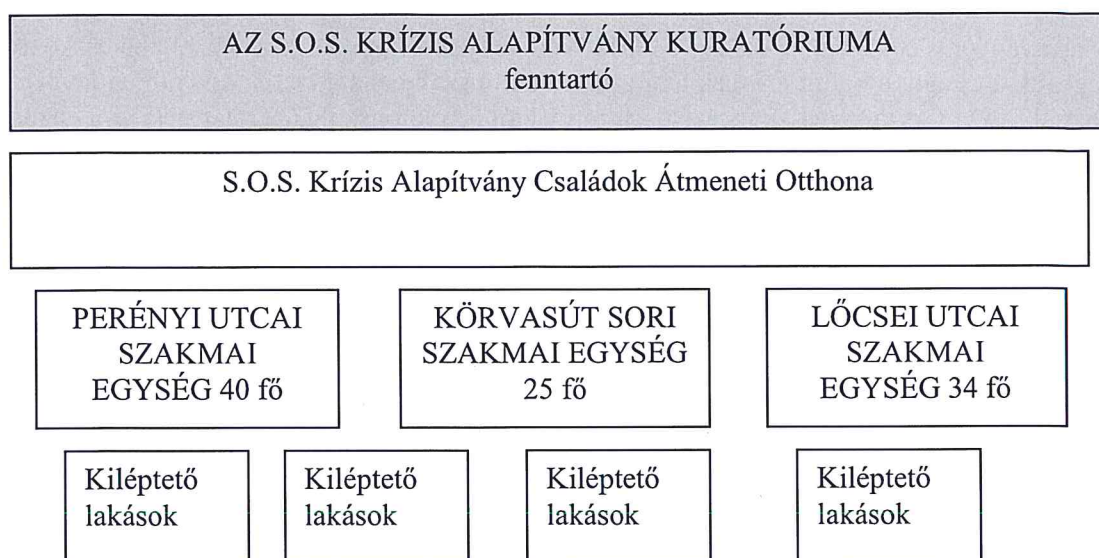 AZ S.O.S. KRÍZIS ALAPÍTVÁNY KURATÓRIUMA
fenntartó
S.O.S. Krízis Alapítvány Családok Átmeneti Otthona
PERÉNYI UTCAI
SZAKMAI
EGYSÉG 40 fő
KÖRVASÚT SORI
SZAKMAI EGYSÉG
25 fő
LŐCSEI UTCAI
SZAKMAI
EGYSÉG 34 fő
Kiléptető
lakások
Kiléptető
lakások
Kiléptető
lakások
Kiléptető
lakások